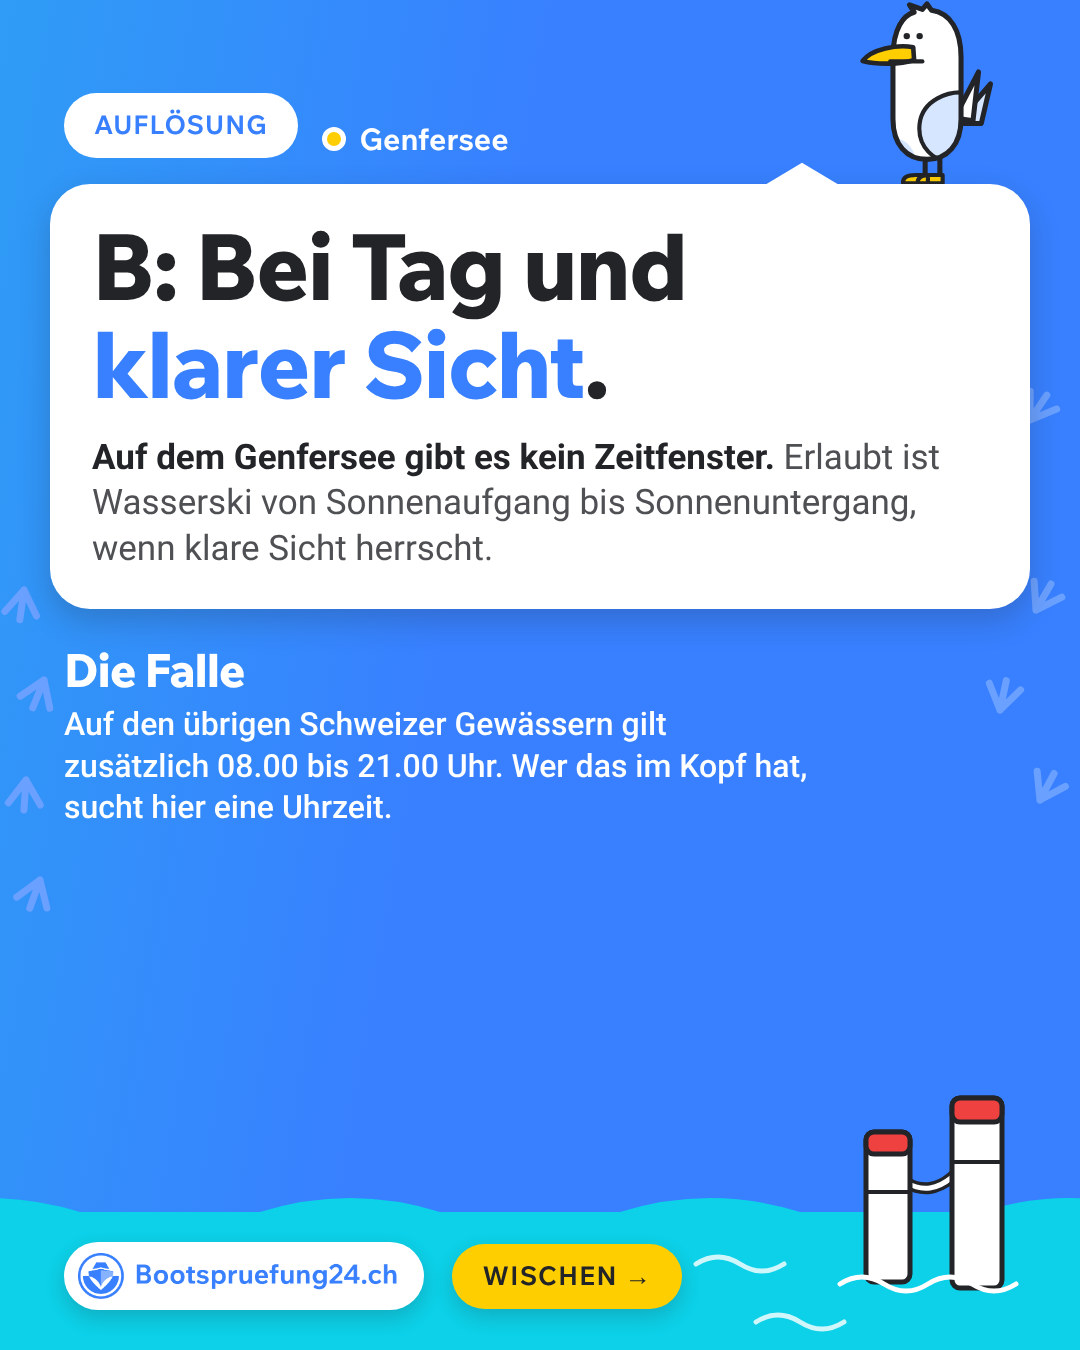 AUFLÖSUNG
Genfersee
B: Bei Tag und
klarer Sicht.
Auf dem Genfersee gibt es kein Zeitfenster. Erlaubt ist
Wasserski von Sonnenaufgang bis Sonnenuntergang,
wenn klare Sicht herrscht.
Die Falle
Auf den übrigen Schweizer Gewässern gilt
zusätzlich 08.00 bis 21.00 Uhr. Wer das im Kopf hat,
sucht hier eine Uhrzeit.
Bootspruefung24.ch
WISCHEN →